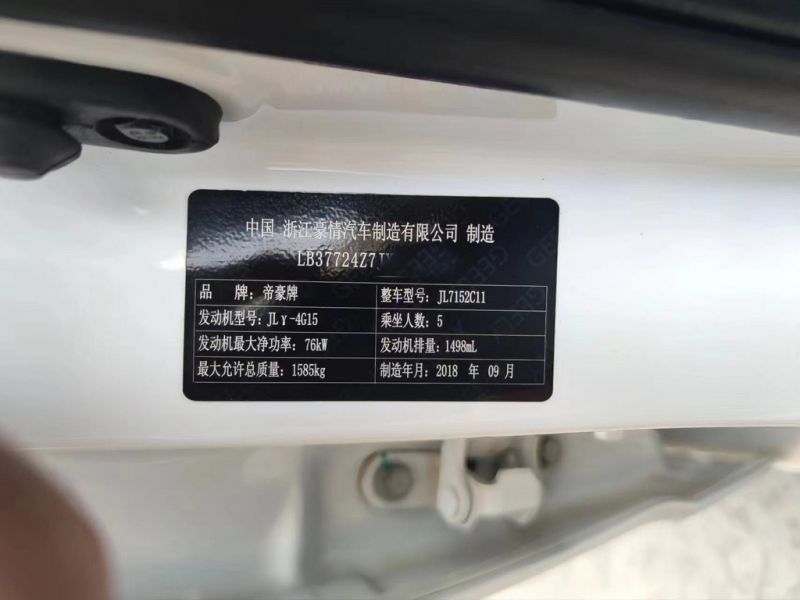 中国 浙江豪情汽车制造有限公司 制造
LB37724Z7J
品 牌：帝豪牌 整车型号：JL7152C11
发动机型号：JLγ-4G15 乘坐人数：5
发动机最大净功率：76kW 发动机排量：1498mL
最大允许总质量：1585kg 制造年月：2018 年 09 月